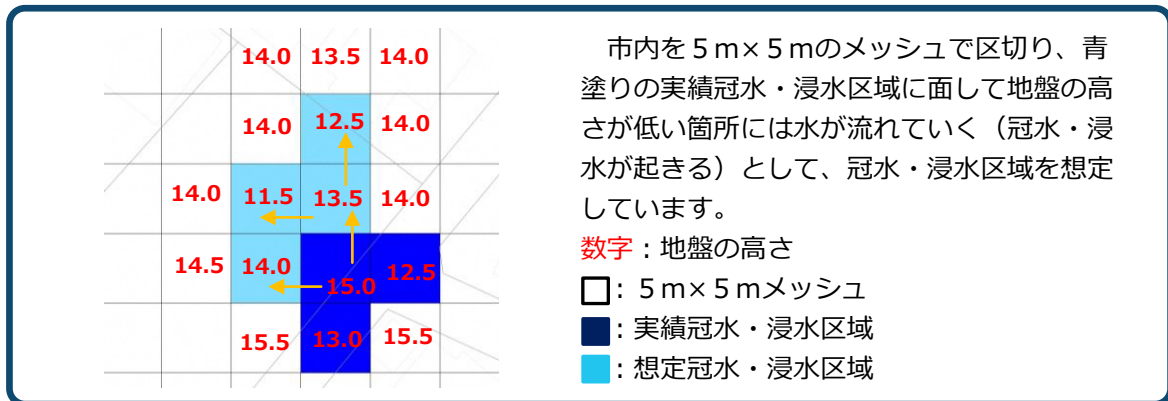 14.0 13.5 14.0
14.0 12.5 14.0
14.0 11.5 13.5 14.0
14.5 14.0 15.0 12.5
15.5 13.0 15.5
市内を５ｍ×５ｍのメッシュで区切り、青
塗りの実績冠水・浸水区域に面して地盤の高
さが低い箇所には水が流れていく（冠水・浸
水が起きる）として、冠水・浸水区域を想定
しています。
数字：地盤の高さ
：５ｍ×５ｍメッシュ
：実績冠水・浸水区域
：想定冠水・浸水区域